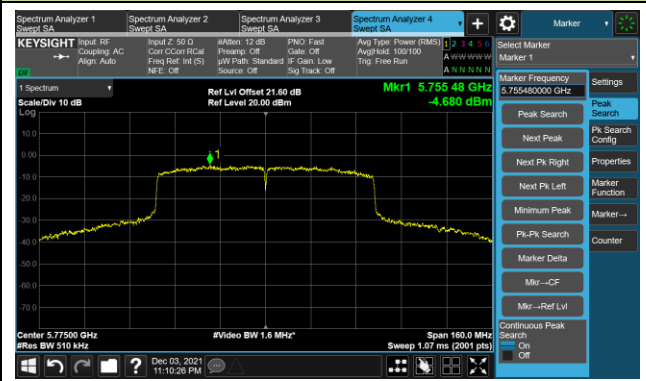 Spectrum Analyzer 1
Swept SA
Spectrum Analyzer 2
Swept SA
Spectrum Analyzer 3
Swept SA
Spectrum Analyzer 4
Swept SA
+
Marker
KEYSIGHT
Input: RF
Coupling: AC
Align: Auto
Input Z: 50 Ω
Corr CCorr RCal
Freq Ref: Int (S)
NFE: Off
#Atten: 12 dB
Preamp: Off
µW Path: Standard
Source: Off
PNO: Fast
Gate: Off
IF Gain: Low
Sig Track: Off
Avg Type: Power (RMS)
Avg|Hold: 100/100
Trig: Free Run
1 2 3 4 5 6
A W W W W W
A N N N N N
Select Marker
Marker 1
LXI
1 Spectrum
Scale/Div 10 dB
Log
Ref Lvl Offset 21.60 dB
Ref Level 20.00 dBm
Mkr1 5.755 48 GHz
-4.680 dBm
10.0
0.00
-10.0
-20.0
-30.0
-40.0
-50.0
-60.0
-70.0
1
Center 5.77500 GHz
#Res BW 510 kHz
#Video BW 1.6 MHz*
Span 160.0 MHz
Sweep 1.07 ms (2001 pts)
Marker Frequency
5.755480000 GHz
Peak Search
Next Peak
Next Pk Right
Next Pk Left
Minimum Peak
Pk-Pk Search
Marker Delta
Mkr→CF
Mkr→Ref Lvl
Continuous Peak
Search
On
Off
Settings
Peak
Search
Pk Search
Config
Properties
Marker
Function
Marker→
Counter
?
Dec 03, 2021
11:10:26 PM